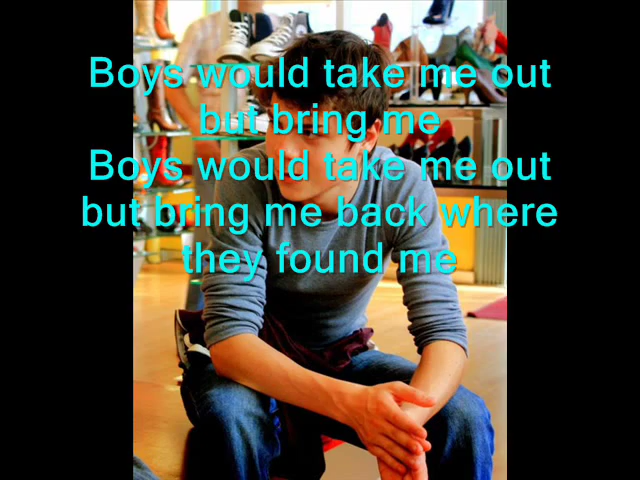 Boys would take me out
but bring me
Boys would take me out
but bring me back where
they found me